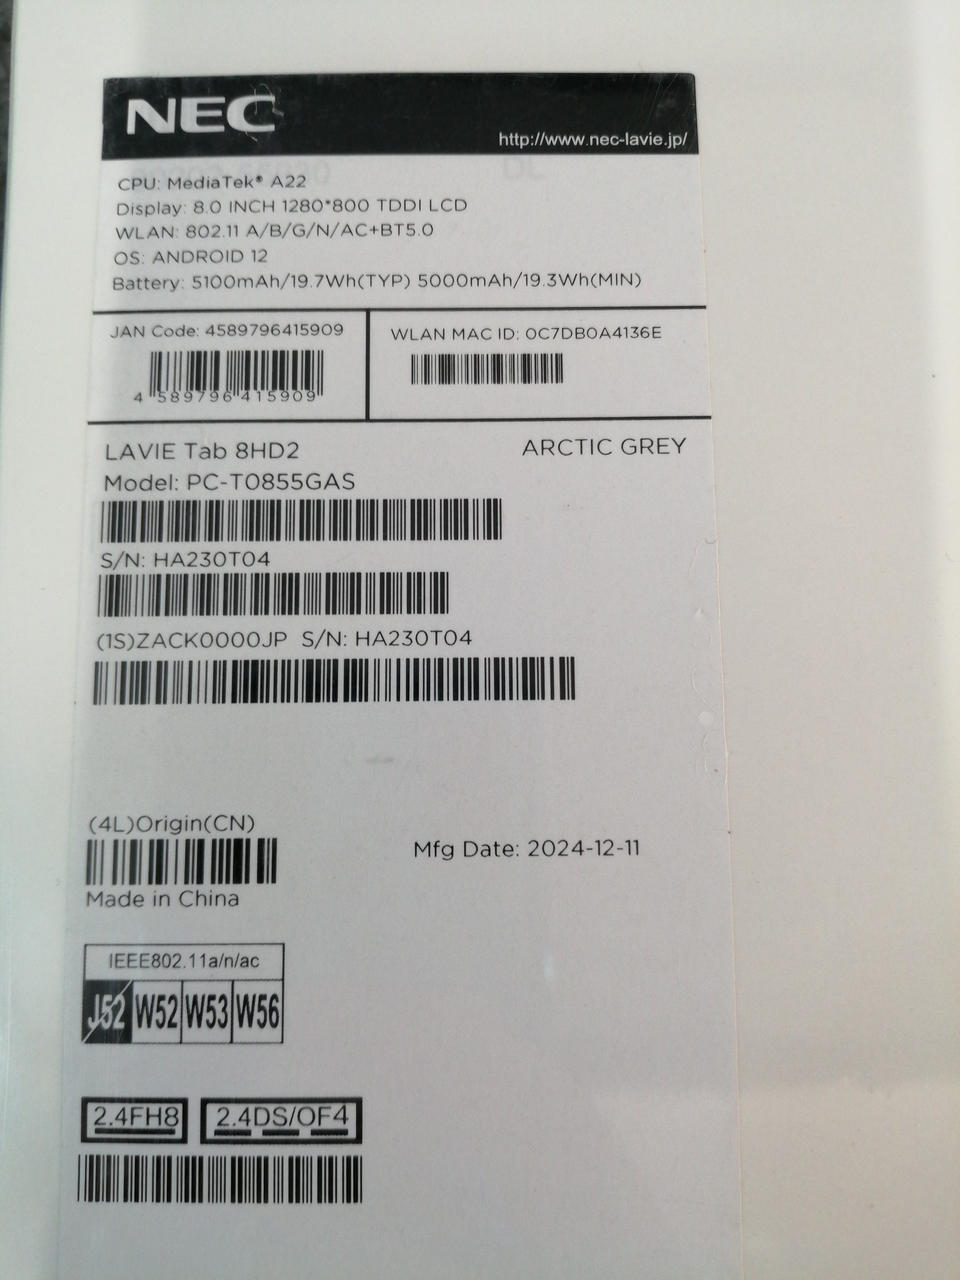 NEC
http://www.nec-lavie.jp/
CPU: MediaTek® A22
Display: 8.0 INCH 1280*800 TDDI LCD
WLAN: 802.11 A/B/G/N/AC+BT5.0
OS: ANDROID 12
Battery: 5100mAh/19.7Wh(TYP) 5000mAh/19.3Wh(MIN)
JAN Code: 4589796415909
4 589796 415909
WLAN MAC ID: 0C7DB0A4136E
LAVIE Tab 8HD2
ARCTIC GREY
Model: PC-T0855GAS
S/N: HA230T04
(1S)ZACK0000JP S/N: HA230T04
(4L)Origin(CN)
Mfg Date: 2024-12-11
Made in China
IEEE802.11a/n/ac
J52 W52 W53 W56
2.4FH8 2.4DS/OF4